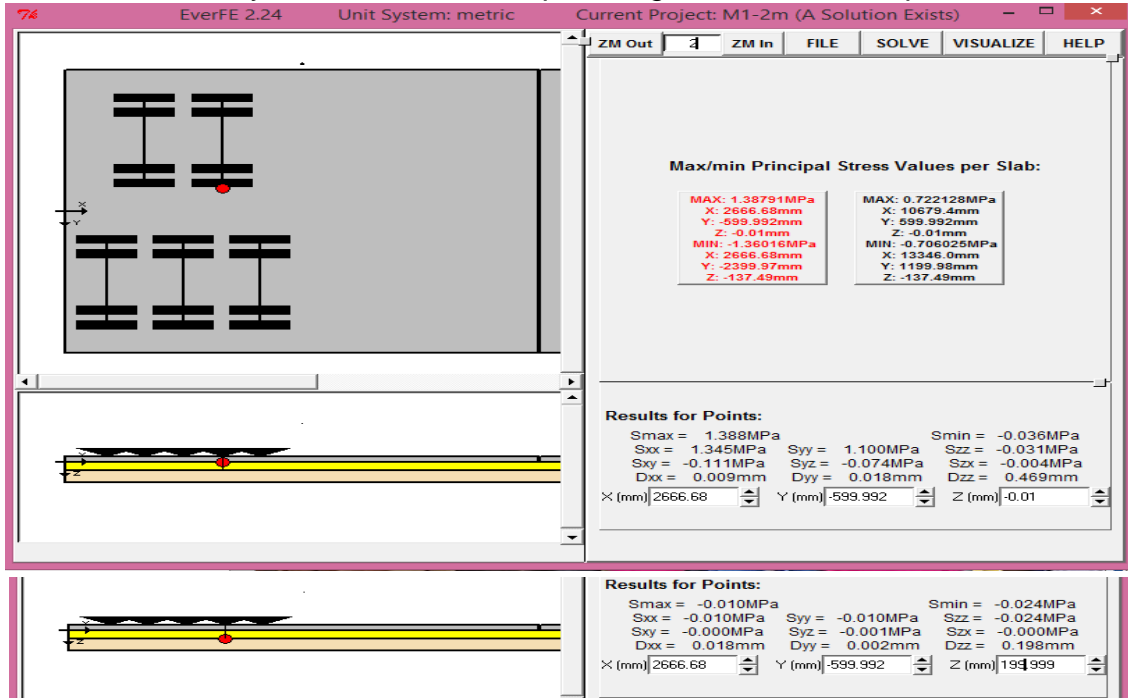 EverFE 2.24 Unit System: metric Current Project: M1-2m (A Solution Exists)
ZM Out ZM In FILE SOLVE VISUALIZE HELP
Max/min Principal Stress Values per Slab:
MAX: 1.38791MPa
X: 2666.68mm
Y: -599.992mm
Z: -0.01mm
MIN: -1.36016MPa
X: 2666.68mm
Y: -2399.97mm
Z: -137.49mm
MAX: 0.722128MPa
X: 10679.4mm
Y: 599.992mm
Z: -0.01mm
MIN: -0.706025MPa
X: 13346.0mm
Y: 1199.98mm
Z: -137.49mm
X
Y
Z
Results for Points:
Smax = 1.388MPa Smin = -0.036MPa
Sxx = 1.345MPa Syy = 1.100MPa Szz = -0.031MPa
Sxy = -0.111MPa Syz = -0.074MPa Szx = -0.004MPa
Dxx = 0.009mm Dyy = 0.018mm Dzz = 0.469mm
X (mm) 2666.68 Y (mm) -599.992 Z (mm) -0.01
Results for Points:
Smax = -0.010MPa Smin = -0.024MPa
Sxx = -0.010MPa Syy = -0.010MPa Szz = -0.024MPa
Sxy = -0.000MPa Syz = -0.001MPa Szx = -0.000MPa
Dxx = 0.018mm Dyy = 0.002mm Dzz = 0.198mm
X (mm) 2666.68 Y (mm) -599.992 Z (mm) 199.999
Z